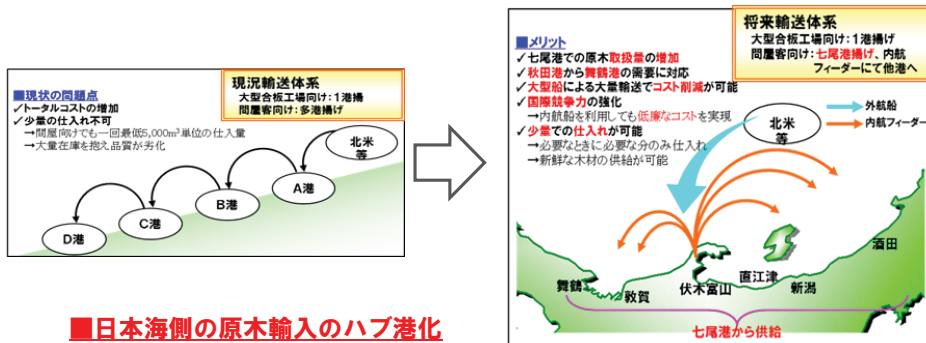 現況輸送体系
大型合板工場向け：1港揚
問屋客向け：多港揚げ
■現状の問題点
✓トータルコストの増加
✓少量の仕入れ不可
→問屋向けでも一回最低5,000m³単位の仕入量
→大量在庫を抱え品質が劣化
北米
等
A港
B港
C港
D港
■日本海側の原木輸入のハブ港化
将来輸送体系
大型合板工場向け：1港揚げ
問屋客向け：七尾港揚げ、内航
フィーダーにて他港へ
■メリット
✓七尾港での原木取扱量の増加
✓秋田港から舞鶴港の需要に対応
✓大型船による大量輸送でコスト削減が可能
✓国際競争力の強化
→内航船を利用しても低廉なコストを実現
✓少量での仕入れが可能
→必要なときに必要な分のみ仕入れ
→新鮮な木材の供給が可能
北米
等
外航船
内航フィーダー
舞鶴
敦賀
伏木富山
直江津
新潟
酒田
七尾港から供給